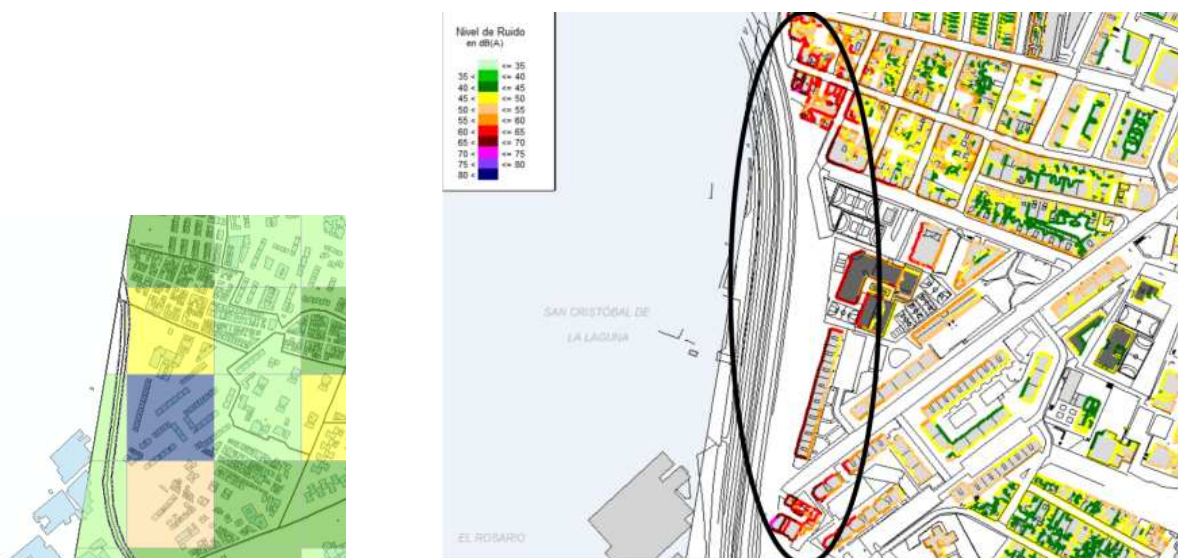 Nivel de Ruido
en dB(A)
<= 35
35 < <= 40
40 < <= 45
45 < <= 50
50 < <= 55
55 < <= 60
60 < <= 65
65 < <= 70
70 < <= 75
75 < <= 80
80 <
SAN CRISTÓBAL DE
LA LAGUNA
EL ROSARIO